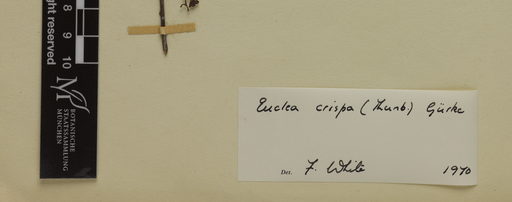 ght reserved
8 9 10
BOTANISCHE
STAATSSAMMLUNG
MÜNCHEN
Euclea crispa (Thunb.) Gürke
Det. F. White 1970